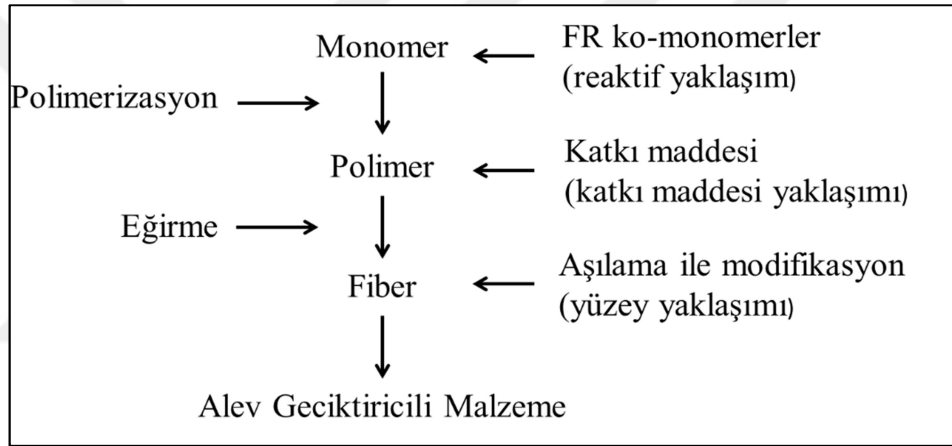 Monomer
FR ko-monomerler
(reaktif yaklaşım)
Polimerizasyon
Polimer
Katkı maddesi
(katkı maddesi yaklaşımı)
Eğirme
Fiber
Aşılama ile modifikasyon
(yüzey yaklaşımı)
Alev Geciktiricili Malzeme